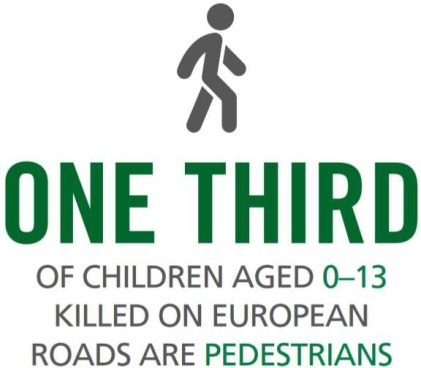 ONE THIRD
OF CHILDREN AGED 0–13
KILLED ON EUROPEAN
ROADS ARE PEDESTRIANS